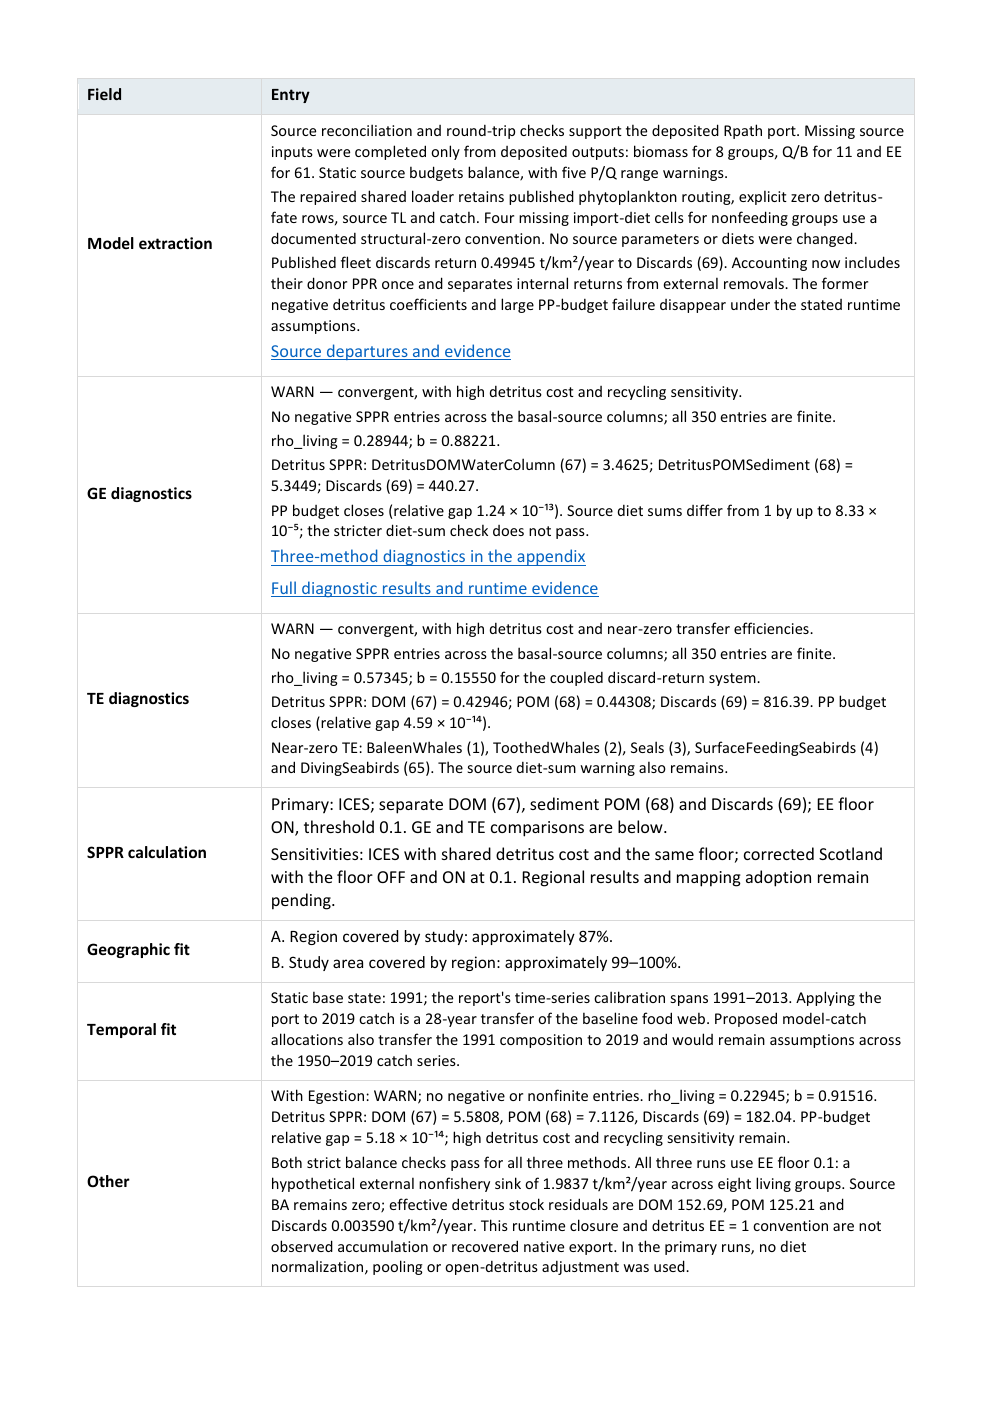 Field
Entry
Model extraction
Source reconciliation and round-trip checks support the deposited Rpath port. Missing source
inputs were completed only from deposited outputs: biomass for 8 groups, Q/B for 11 and EE
for 61. Static source budgets balance, with five P/Q range warnings.
The repaired shared loader retains published phytoplankton routing, explicit zero detritus-
fate rows, source TL and catch. Four missing import-diet cells for nonfeeding groups use a
documented structural-zero convention. No source parameters or diets were changed.
Published fleet discards return 0.49945 t/km²/year to Discards (69). Accounting now includes
their donor PPR once and separates internal returns from external removals. The former
negative detritus coefficients and large PP-budget failure disappear under the stated runtime
assumptions.
Source departures and evidence
GE diagnostics
WARN — convergent, with high detritus cost and recycling sensitivity.
No negative SPPR entries across the basal-source columns; all 350 entries are finite.
rho_living = 0.28944; b = 0.88221.
Detritus SPPR: DetritusDOMWaterColumn (67) = 3.4625; DetritusPOMSediment (68) =
5.3449; Discards (69) = 440.27.
PP budget closes (relative gap 1.24 × 10⁻¹³). Source diet sums differ from 1 by up to 8.33 ×
10⁻⁵; the stricter diet-sum check does not pass.
Three-method diagnostics in the appendix
Full diagnostic results and runtime evidence
TE diagnostics
WARN — convergent, with high detritus cost and near-zero transfer efficiencies.
No negative SPPR entries across the basal-source columns; all 350 entries are finite.
rho_living = 0.57345; b = 0.15550 for the coupled discard-return system.
Detritus SPPR: DOM (67) = 0.42946; POM (68) = 0.44308; Discards (69) = 816.39. PP budget
closes (relative gap 4.59 × 10⁻¹⁴).
Near-zero TE: BaleenWhales (1), ToothedWhales (2), Seals (3), SurfaceFeedingSeabirds (4)
and DivingSeabirds (65). The source diet-sum warning also remains.
SPPR calculation
Primary: ICES; separate DOM (67), sediment POM (68) and Discards (69); EE floor
ON, threshold 0.1. GE and TE comparisons are below.
Sensitivities: ICES with shared detritus cost and the same floor; corrected Scotland
with the floor OFF and ON at 0.1. Regional results and mapping adoption remain
pending.
Geographic fit
A. Region covered by study: approximately 87%.
B. Study area covered by region: approximately 99–100%.
Temporal fit
Static base state: 1991; the report's time-series calibration spans 1991–2013. Applying the
port to 2019 catch is a 28-year transfer of the baseline food web. Proposed model-catch
allocations also transfer the 1991 composition to 2019 and would remain assumptions across
the 1950–2019 catch series.
Other
With Egestion: WARN; no negative or nonfinite entries. rho_living = 0.22945; b = 0.91516.
Detritus SPPR: DOM (67) = 5.5808, POM (68) = 7.1126, Discards (69) = 182.04. PP-budget
relative gap = 5.18 × 10⁻¹⁴; high detritus cost and recycling sensitivity remain.
Both strict balance checks pass for all three methods. All three runs use EE floor 0.1: a
hypothetical external nonfishery sink of 1.9837 t/km²/year across eight living groups. Source
BA remains zero; effective detritus stock residuals are DOM 152.69, POM 125.21 and
Discards 0.003590 t/km²/year. This runtime closure and detritus EE = 1 convention are not
observed accumulation or recovered native export. In the primary runs, no diet
normalization, pooling or open-detritus adjustment was used.